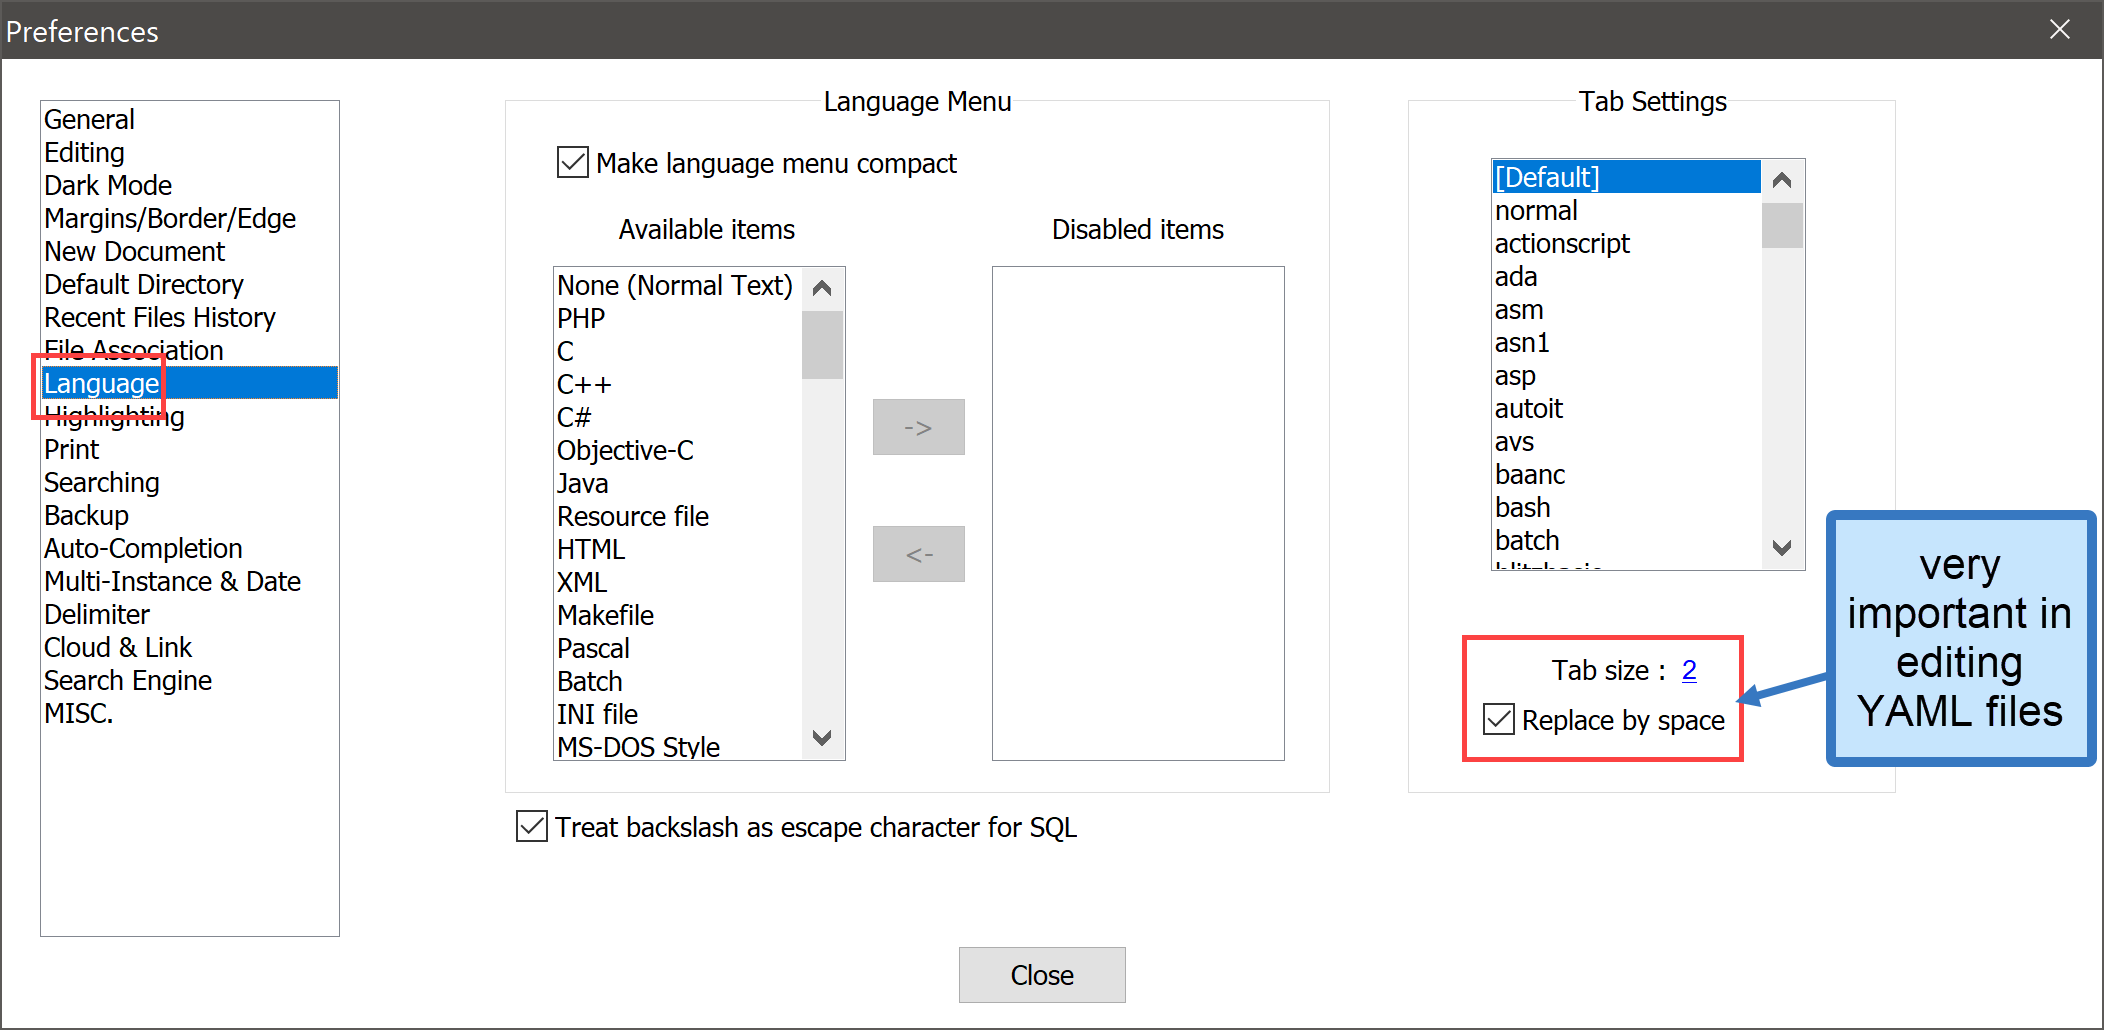 Preferences
General
Editing
Dark Mode
Margins/Border/Edge
New Document
Default Directory
Recent Files History
File Association
Language
Highlighting
Print
Searching
Backup
Auto-Completion
Multi-Instance & Date
Delimiter
Cloud & Link
Search Engine
MISC.
Language Menu
Make language menu compact
Available items
None (Normal Text)
PHP
C
C++
C#
Objective-C
Java
Resource file
HTML
XML
Makefile
Pascal
Batch
INI file
MS-DOS Style
->
<-
Disabled items
Treat backslash as escape character for SQL
Tab Settings
[Default]
normal
actionscript
ada
asm
asn1
asp
autoit
avs
baanc
bash
batch
Tab size : 2
Replace by space
very
important in
editing
YAML files
Close